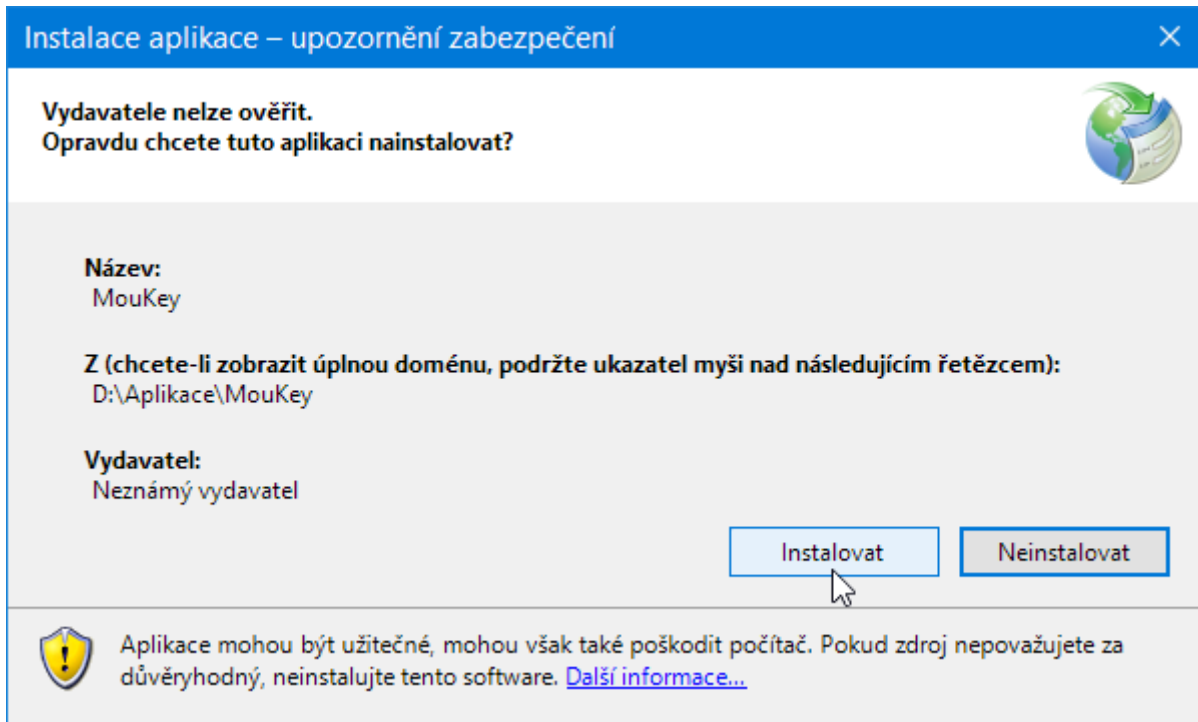 Instalace aplikace – upozornění zabezpečení
Vydavatele nelze ověřit.
Opravdu chcete tuto aplikaci nainstalovat?
Název:
MouKey
Z (chcete-li zobrazit úplnou doménu, podržte ukazatel myši nad následujícím řetězcem):
D:\Aplikace\MouKey
Vydavatel:
Neznámý vydavatel
Instalovat
Neinstalovat
Aplikace mohou být užitečné, mohou však také poškodit počítač. Pokud zdroj nepovažujete za
důvěryhodný, neinstalujte tento software. Další informace...